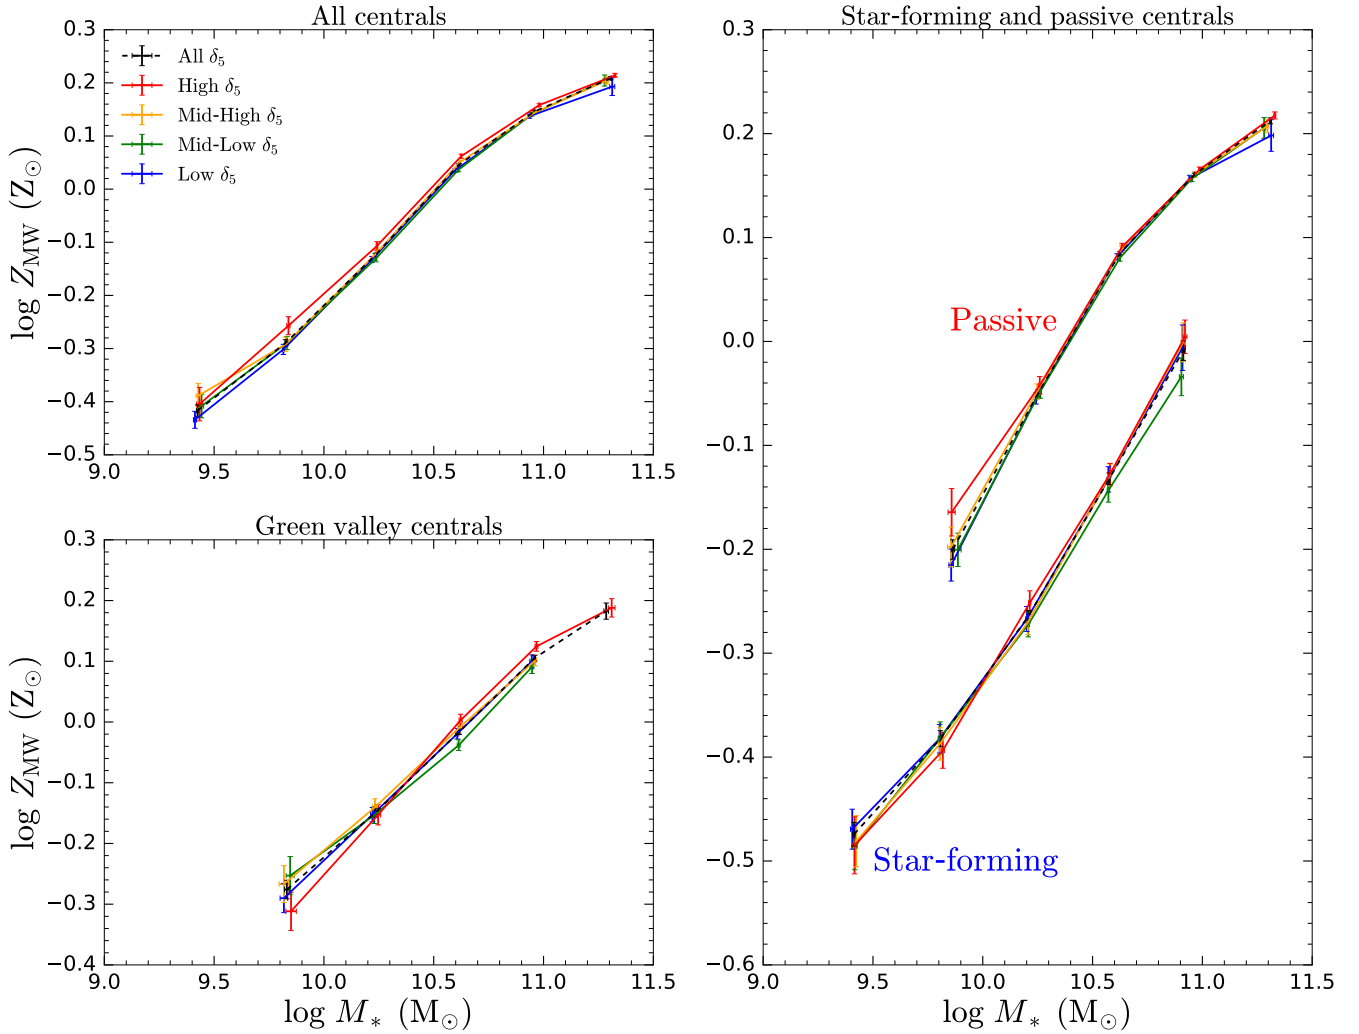 All centrals
0.3
0.2
0.1
0.0
−0.1
−0.2
−0.3
−0.4
−0.5
log Z_MW (Z_⊙)
All δ_5
High δ_5
Mid-High δ_5
Mid-Low δ_5
Low δ_5
9.0 9.5 10.0 10.5 11.0 11.5
Green valley centrals
0.3
0.2
0.1
0.0
−0.1
−0.2
−0.3
−0.4
log Z_MW (Z_⊙)
9.0 9.5 10.0 10.5 11.0 11.5
log M_* (M_⊙)
Star-forming and passive centrals
0.3
0.2
0.1
0.0
−0.1
−0.2
−0.3
−0.4
−0.5
−0.6
Passive
Star-forming
9.0 9.5 10.0 10.5 11.0 11.5
log M_* (M_⊙)